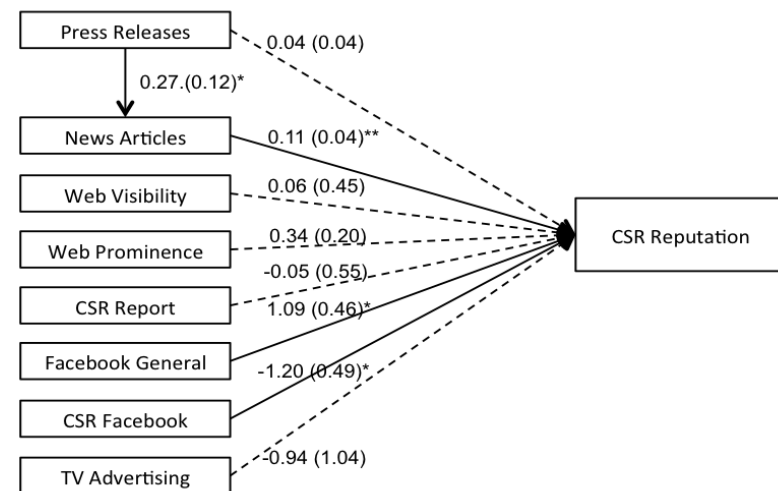 Press Releases
0.04 (0.04)
0.27.(0.12)*
News Articles
0.11 (0.04)**
Web Visibility
0.06 (0.45)
CSR Reputation
Web Prominence
0.34 (0.20)
-0.05 (0.55)
CSR Report
1.09 (0.46)*
Facebook General
-1.20 (0.49)*
CSR Facebook
-0.94 (1.04)
TV Advertising